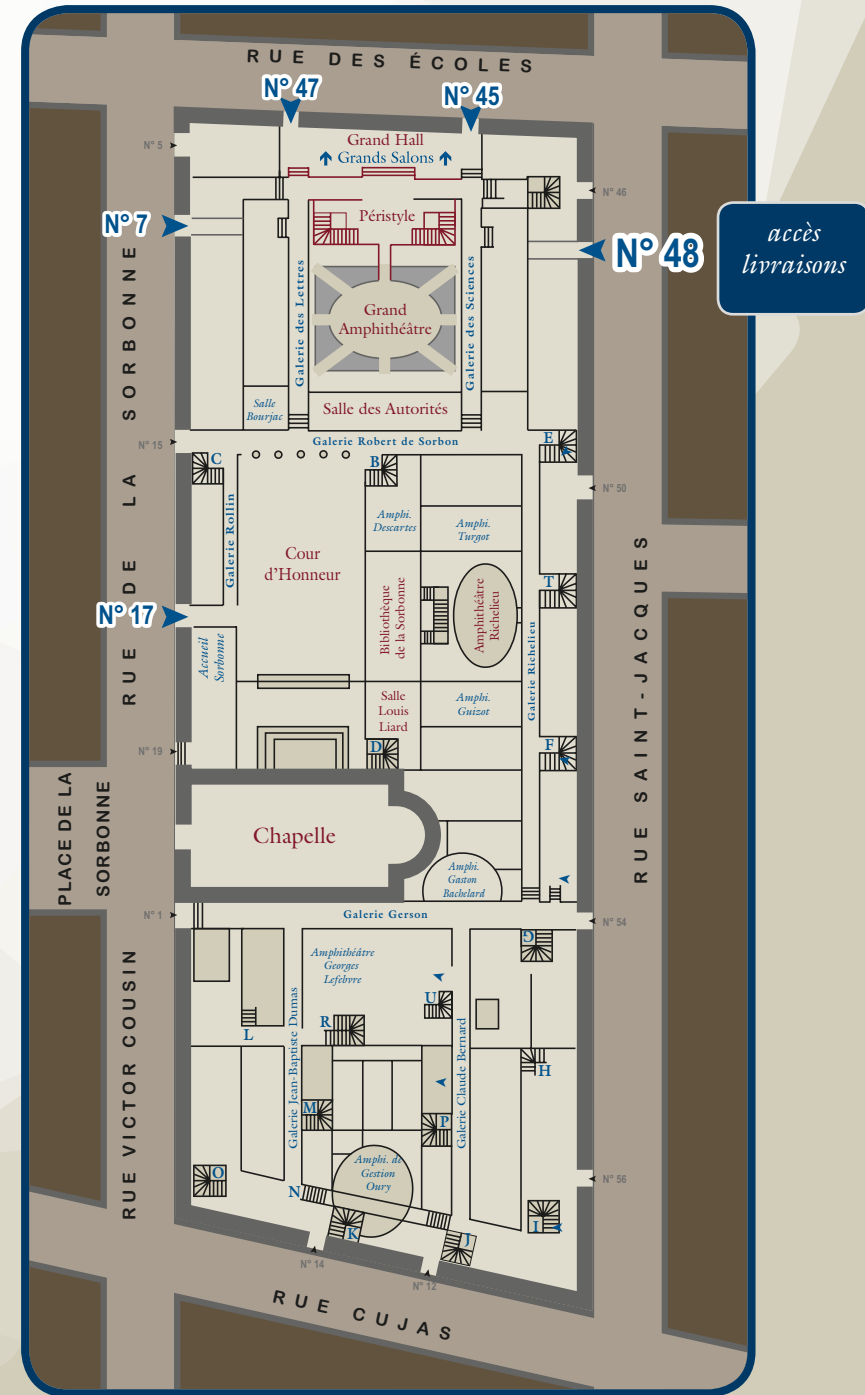 RUE DES ÉCOLES
N° 47
N° 45
Grand Hall
Grands Salons
N° 5
N° 46
N° 7
Péristyle
N° 48
accès
livraisons
Galerie des Lettres
Galerie des Sciences
Grand
Amphithéâtre
RUE DE LA SORBONNE
Salle
Bourjac
Salle des Autorités
N° 15
Galerie Robert de Sorbon
E
C
B
N° 50
Galerie Rollin
Amphi.
Descartes
Amphi.
Turgot
Cour
d'Honneur
T
Bibliothèque
de la Sorbonne
Amphithéâtre
Richelieu
N° 17
Accueil
Sorbonne
Galerie Richelieu
RUE SAINT-JACQUES
Salle
Louis
Liard
Amphi.
Guizot
D
F
N° 19
PLACE DE LA
SORBONNE
Chapelle
Amphi.
Gaston
Bachelard
N° 1
Galerie Gerson
N° 54
G
Amphithéâtre
Georges
Lefebvre
RUE VICTOR COUSIN
Galerie Jean-Baptiste Dumas
Galerie Claude Bernard
U
R
L
H
M
P
Amphi. de
Gestion
Oury
O
N
N° 56
I
K
J
N° 14
N° 12
RUE CUJAS